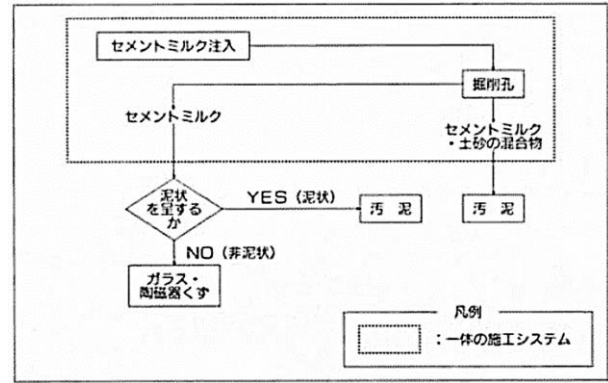 セメントミルク注入
掘削孔
セメントミルク
セメントミルク
・土砂の混合物
泥状
を呈する
か
YES（泥状）
汚 泥
汚 泥
NO（非泥状）
ガラス・
陶磁器くず
凡例
：一体の施工システム